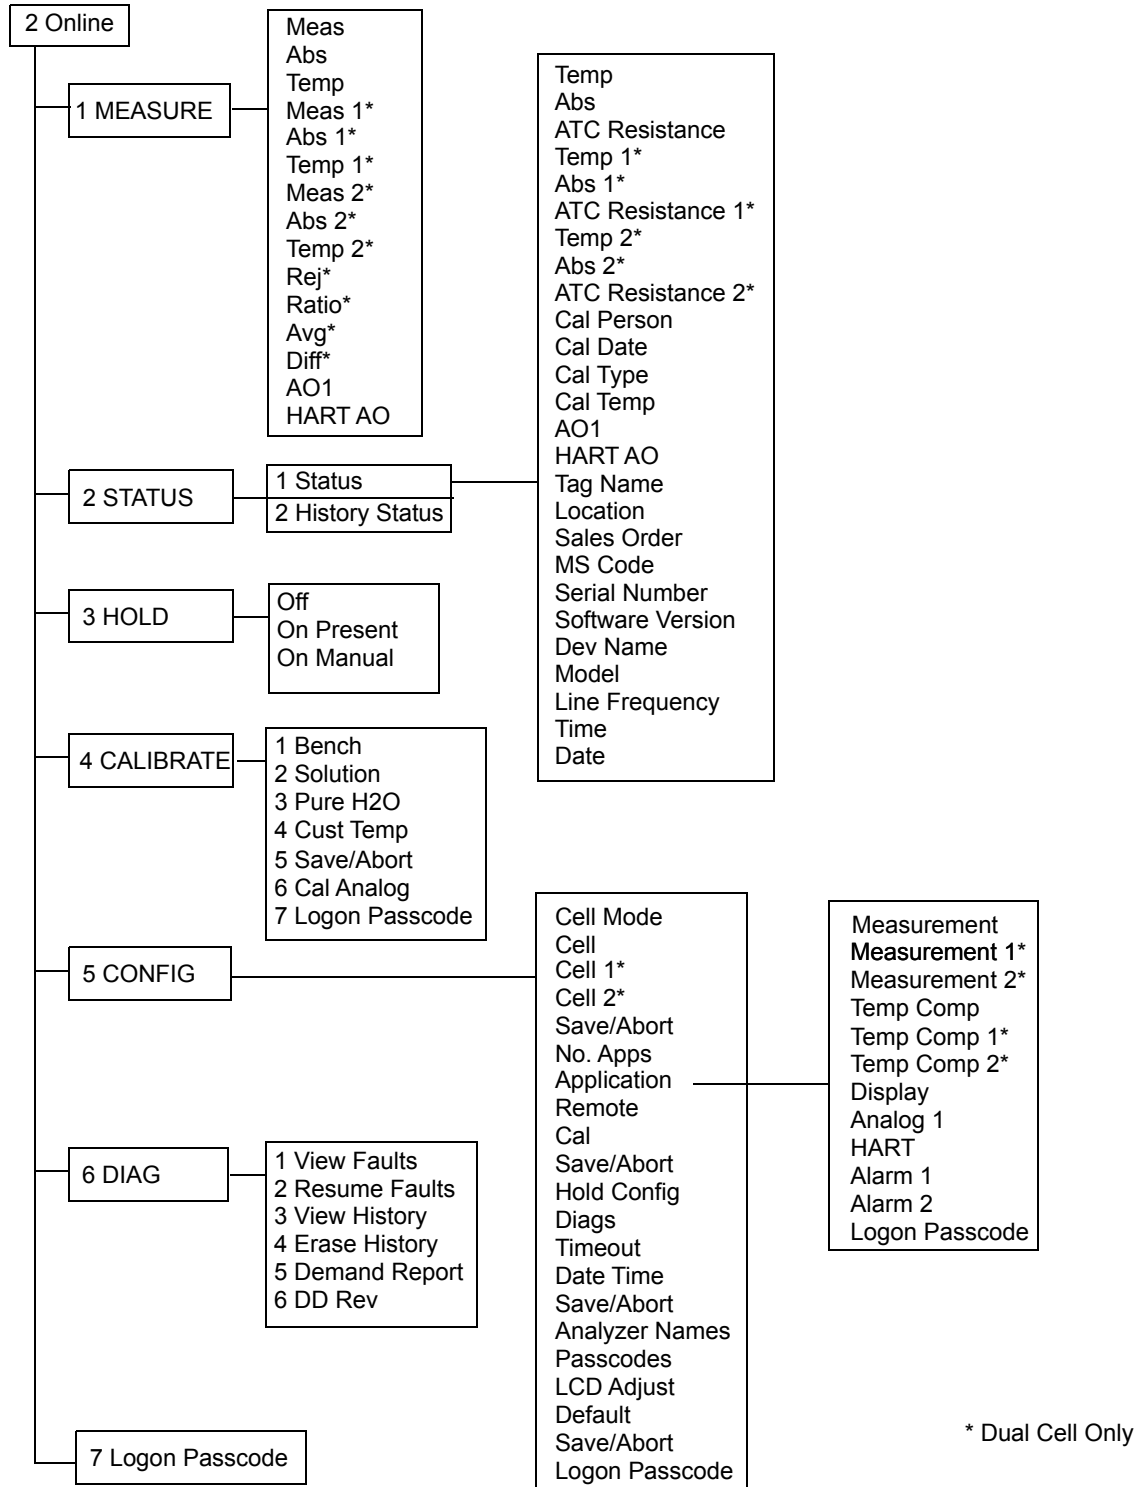 2 Online
1 MEASURE
Meas
Abs
Temp
Meas 1*
Abs 1*
Temp 1*
Meas 2*
Abs 2*
Temp 2*
Rej*
Ratio*
Avg*
Diff*
AO1
HART AO
2 STATUS
1 Status
2 History Status
Temp
Abs
ATC Resistance
Temp 1*
Abs 1*
ATC Resistance 1*
Temp 2*
Abs 2*
ATC Resistance 2*
Cal Person
Cal Date
Cal Type
Cal Temp
AO1
HART AO
Tag Name
Location
Sales Order
MS Code
Serial Number
Software Version
Dev Name
Model
Line Frequency
Time
Date
3 HOLD
Off
On Present
On Manual
4 CALIBRATE
1 Bench
2 Solution
3 Pure H2O
4 Cust Temp
5 Save/Abort
6 Cal Analog
7 Logon Passcode
5 CONFIG
Cell Mode
Cell
Cell 1*
Cell 2*
Save/Abort
No. Apps
Application
Remote
Cal
Save/Abort
Hold Config
Diags
Timeout
Date Time
Save/Abort
Analyzer Names
Passcodes
LCD Adjust
Default
Save/Abort
Logon Passcode
Measurement
Measurement 1*
Measurement 2*
Temp Comp
Temp Comp 1*
Temp Comp 2*
Display
Analog 1
HART
Alarm 1
Alarm 2
Logon Passcode
6 DIAG
1 View Faults
2 Resume Faults
3 View History
4 Erase History
5 Demand Report
6 DD Rev
7 Logon Passcode
* Dual Cell Only